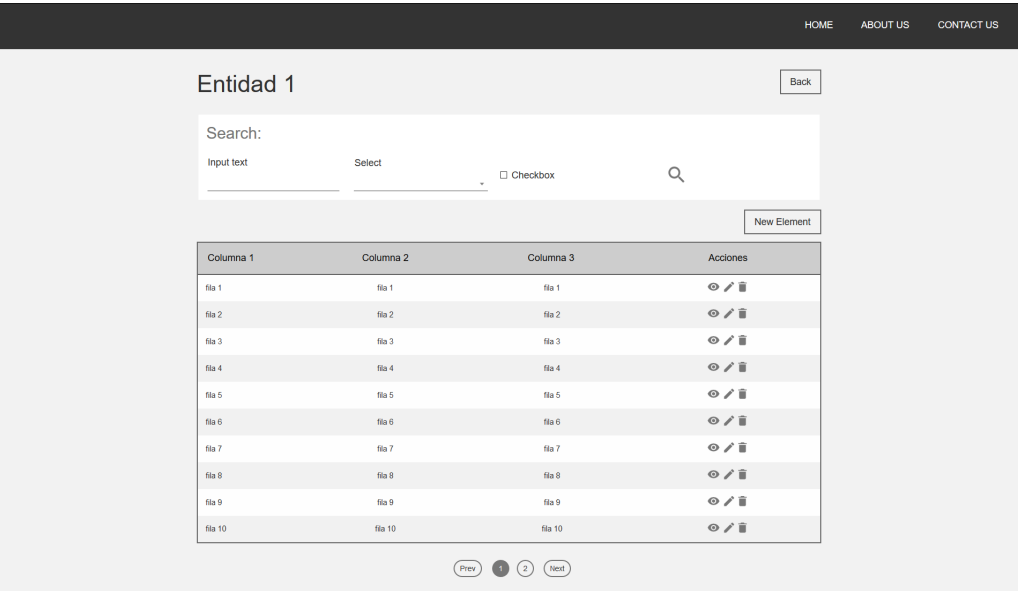 HOME ABOUT US CONTACT US
Entidad 1 Back
Search:
Input text Select
Checkbox
New Element
Columna 1 Columna 2 Columna 3 Acciones
fila 1 fila 1 fila 1
fila 2 fila 2 fila 2
fila 3 fila 3 fila 3
fila 4 fila 4 fila 4
fila 5 fila 5 fila 5
fila 6 fila 6 fila 6
fila 7 fila 7 fila 7
fila 8 fila 8 fila 8
fila 9 fila 9 fila 9
fila 10 fila 10 fila 10
Prev 1 2 Next